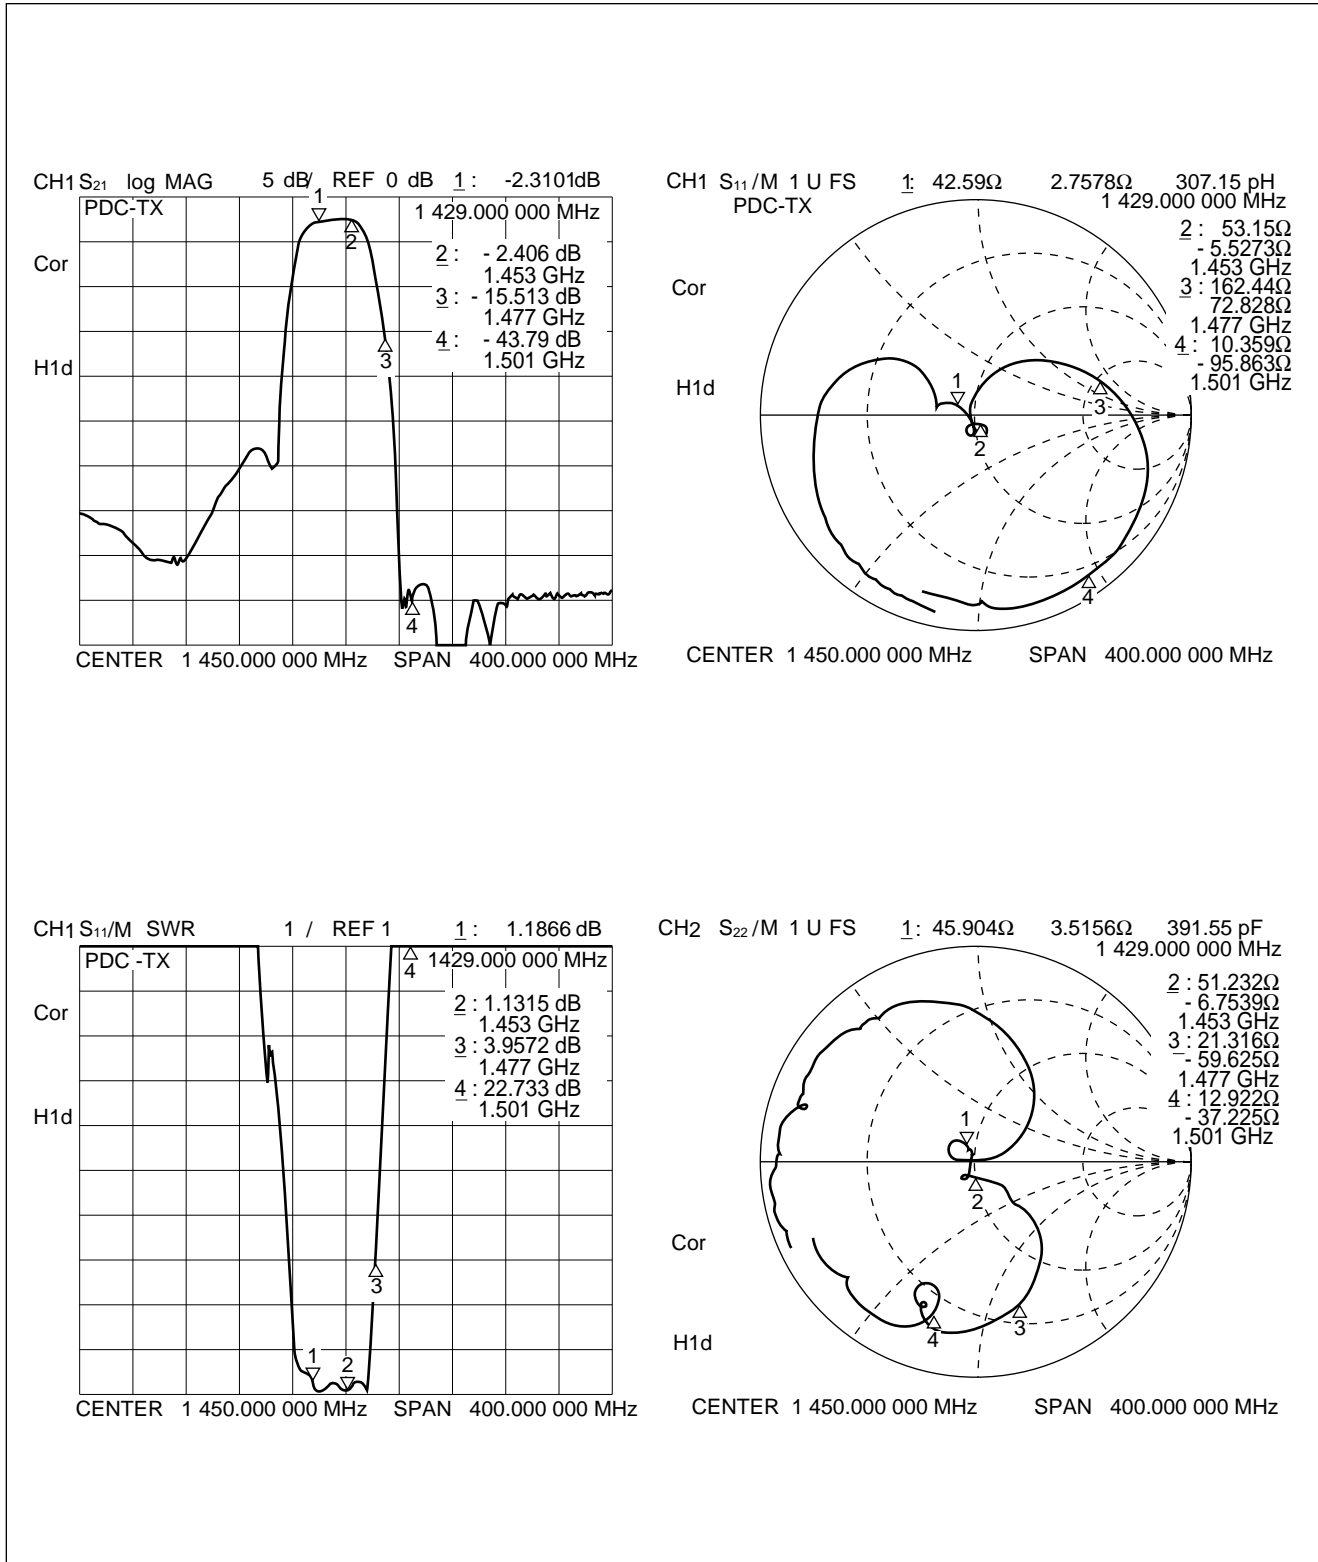 CH1 S21 log MAG 5 dB/ REF 0 dB 1: -2.3101dB
PDC-TX
1 429.000 000 MHz
Cor
H1d
1
2
3
4
2: - 2.406 dB
1.453 GHz
3: - 15.513 dB
1.477 GHz
4: - 43.79 dB
1.501 GHz
CENTER 1 450.000 000 MHz SPAN 400.000 000 MHz
CH1 S11/M 1 U FS 1: 42.59Ω 2.7578Ω 307.15 pH
PDC-TX
1 429.000 000 MHz
Cor
H1d
1
2
3
4
2: 53.15Ω
- 5.5273Ω
1.453 GHz
3: 162.44Ω
72.828Ω
1.477 GHz
4: 10.359Ω
- 95.863Ω
1.501 GHz
CENTER 1 450.000 000 MHz SPAN 400.000 000 MHz
CH1 S11/M SWR 1 / REF 1 1: 1.1866 dB
PDC -TX
1429.000 000 MHz
Cor
H1d
4
3
1
2
2: 1.1315 dB
1.453 GHz
3: 3.9572 dB
1.477 GHz
4: 22.733 dB
1.501 GHz
CENTER 1 450.000 000 MHz SPAN 400.000 000 MHz
CH2 S22/M 1 U FS 1: 45.904Ω 3.5156Ω 391.55 pF
1 429.000 000 MHz
1
2
3
4
2: 51.232Ω
- 6.7539Ω
1.453 GHz
3: 21.316Ω
- 59.625Ω
1.477 GHz
4: 12.922Ω
- 37.225Ω
1.501 GHz
Cor
H1d
CENTER 1 450.000 000 MHz SPAN 400.000 000 MHz